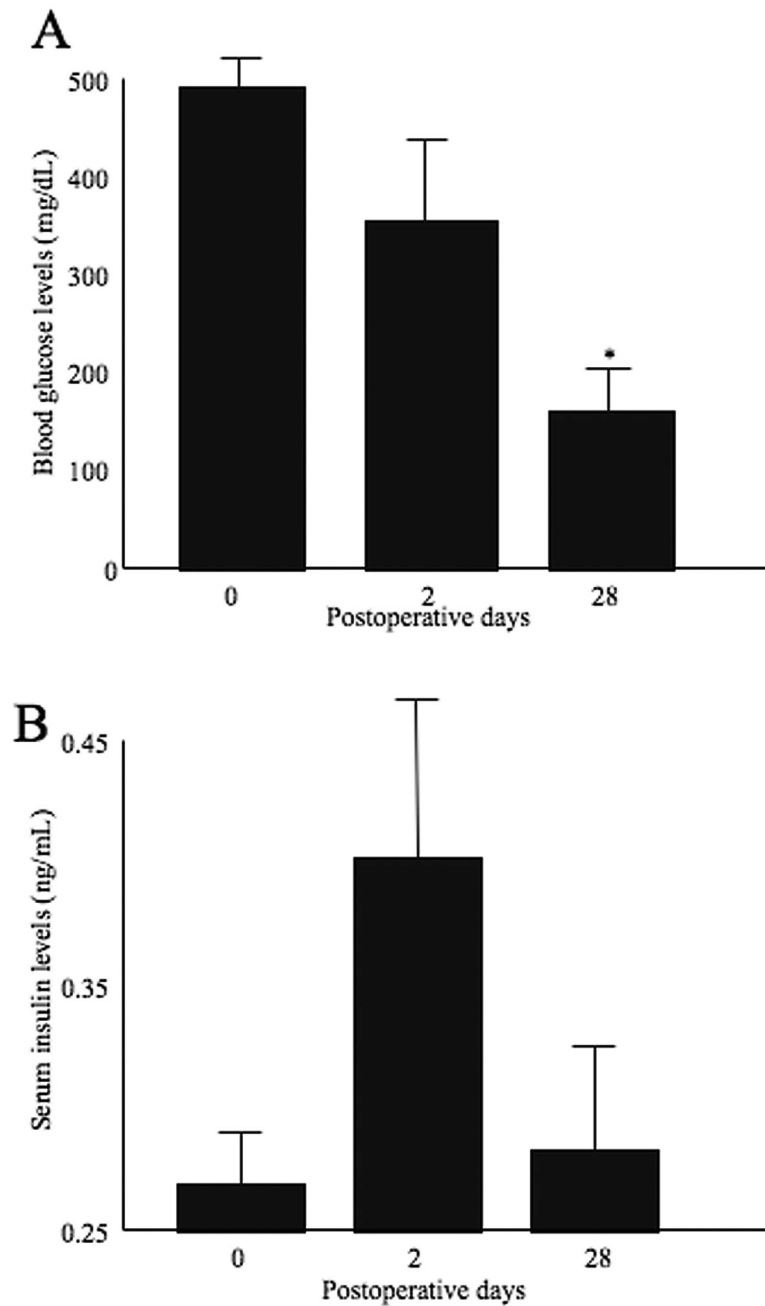 A
500
400
300
200
100
0
Blood glucose levels (mg/dL)
*
0 2 28
Postoperative days
B
0.45
0.35
0.25
Serum insulin levels (ng/mL)
0 2 28
Postoperative days